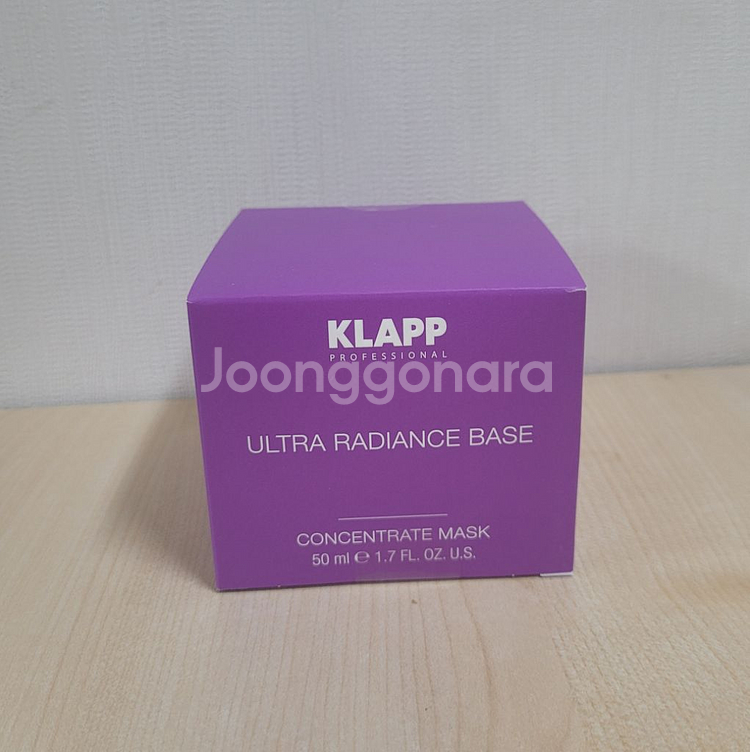 KLAPP
PROFESSIONAL
Joonggonara
ULTRA RADIANCE BASE
CONCENTRATE MASK
50 ml ℮ 1.7 FL. OZ. U.S.